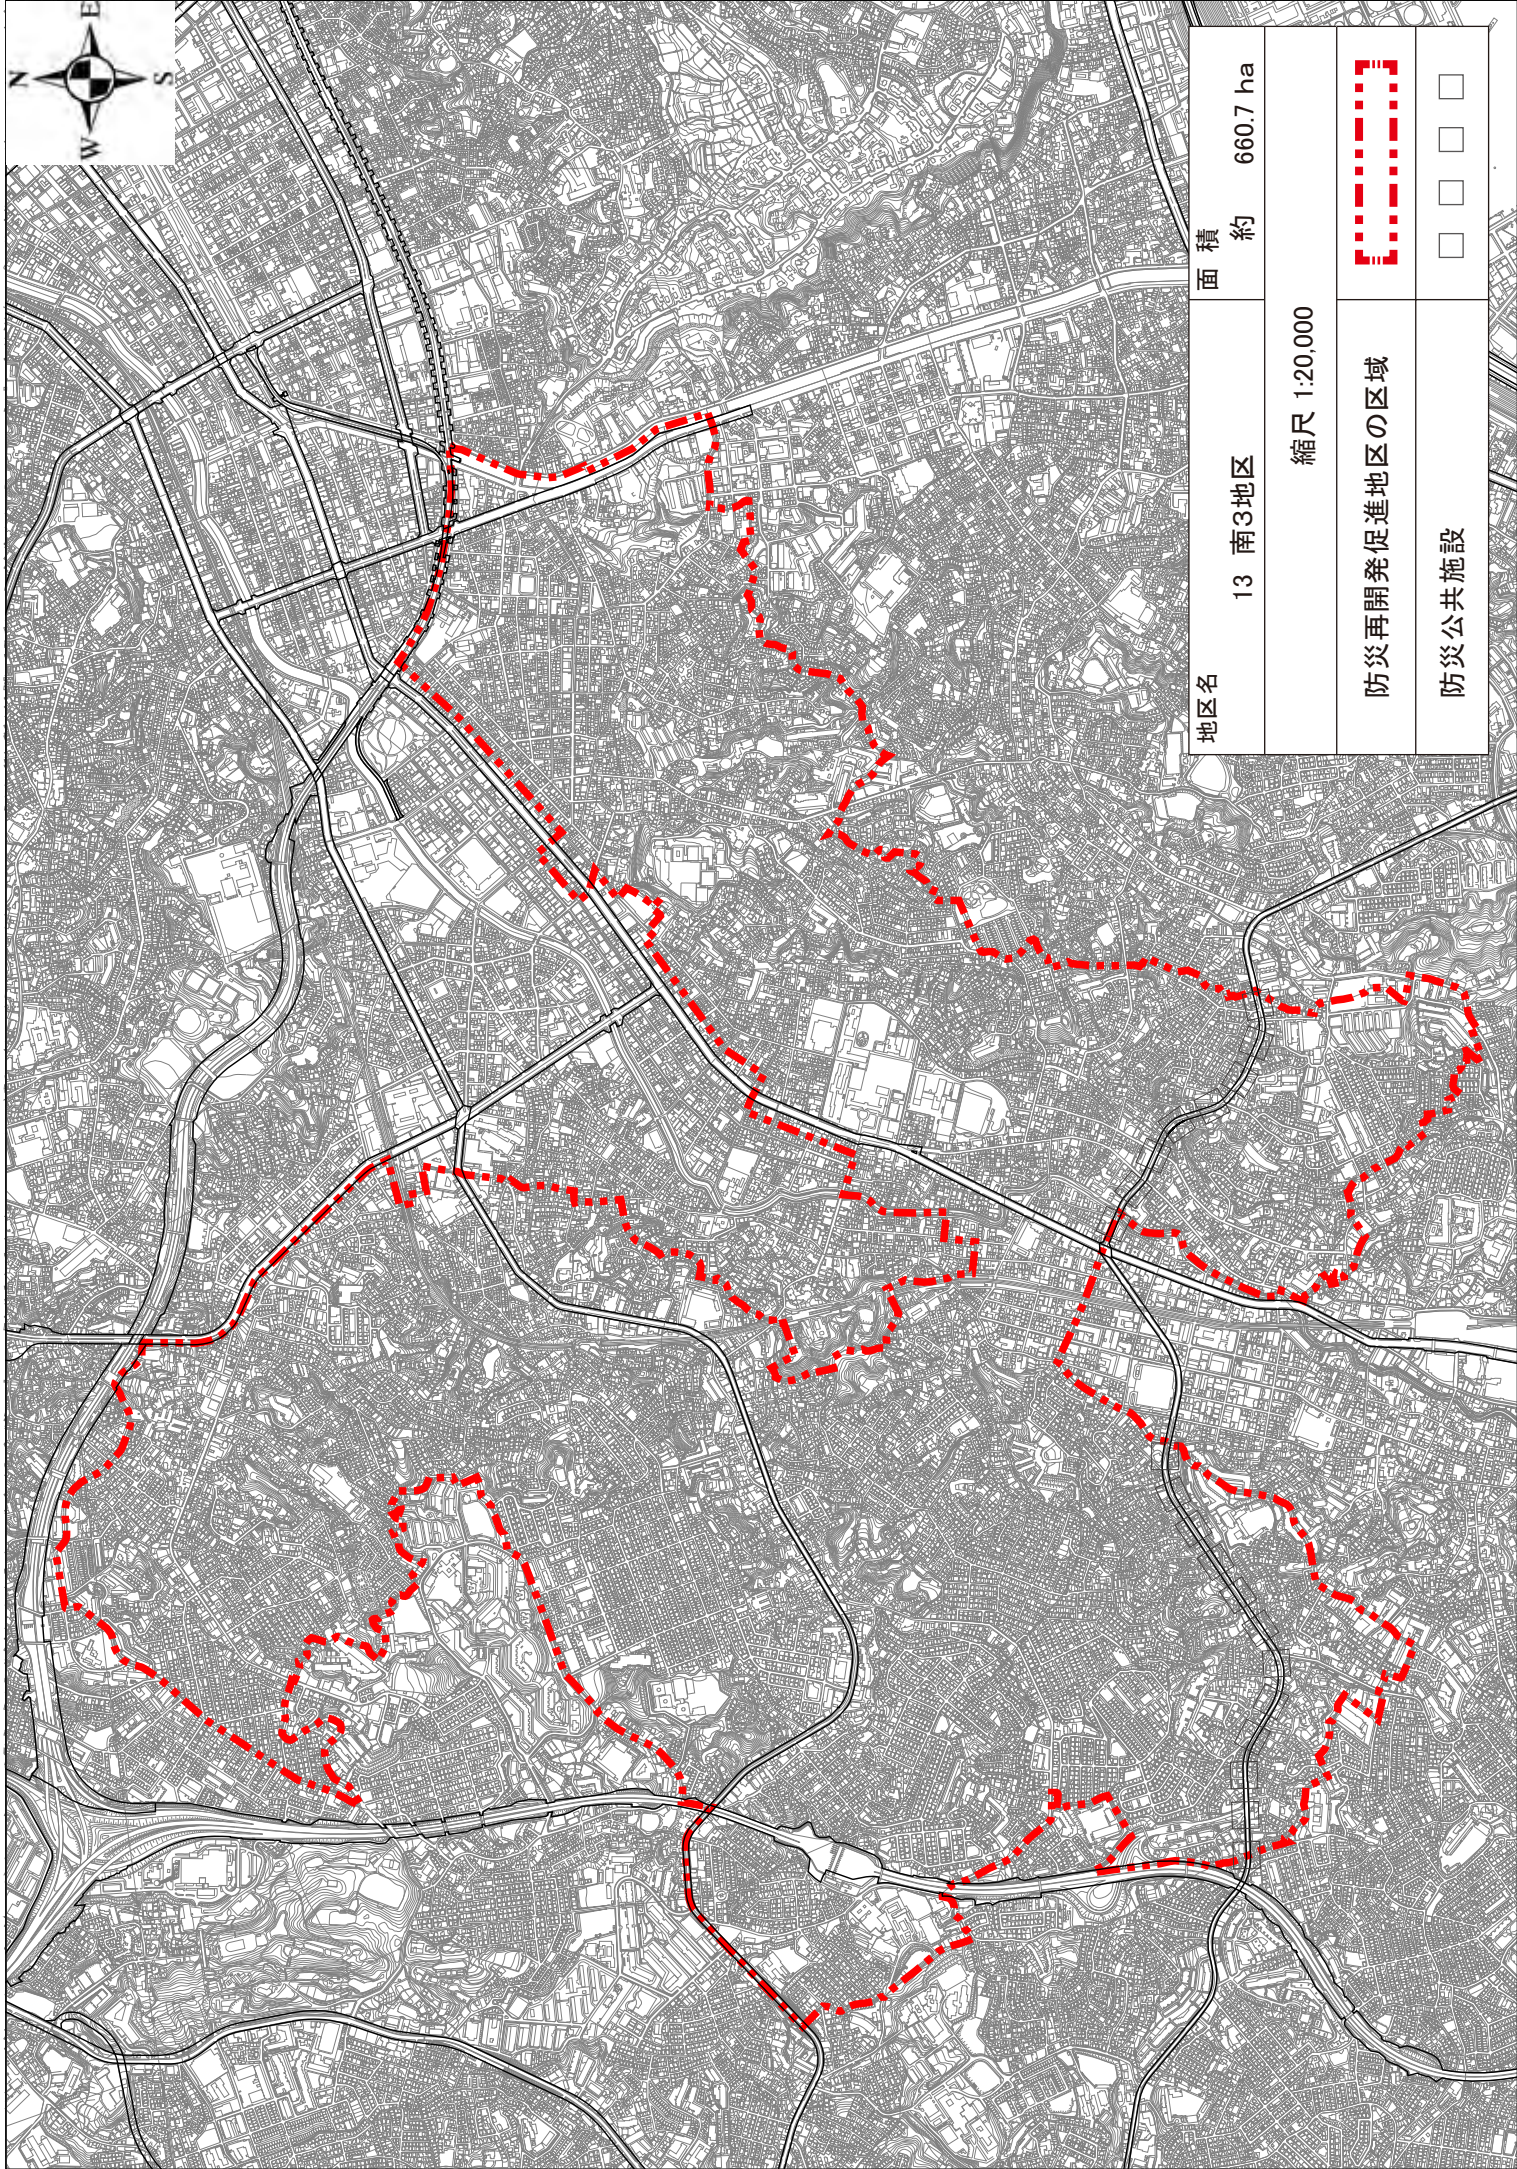 N
W
E
S
地区名
13 南3地区
面積
約 660.7 ha
縮尺 1:20,000
防災再開発促進地区の区域
防災公共施設